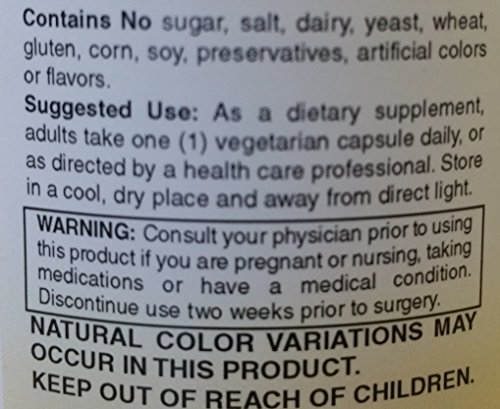 Contains No sugar, salt, dairy, yeast, wheat,
gluten, corn, soy, preservatives, artificial colors
or flavors.
Suggested Use: As a dietary supplement,
adults take one (1) vegetarian capsule daily, or
as directed by a health care professional. Store
in a cool, dry place and away from direct light.
WARNING: Consult your physician prior to using
this product if you are pregnant or nursing, taking
medications or have a medical condition.
Discontinue use two weeks prior to surgery.
NATURAL COLOR VARIATIONS MAY
OCCUR IN THIS PRODUCT.
KEEP OUT OF REACH OF CHILDREN.